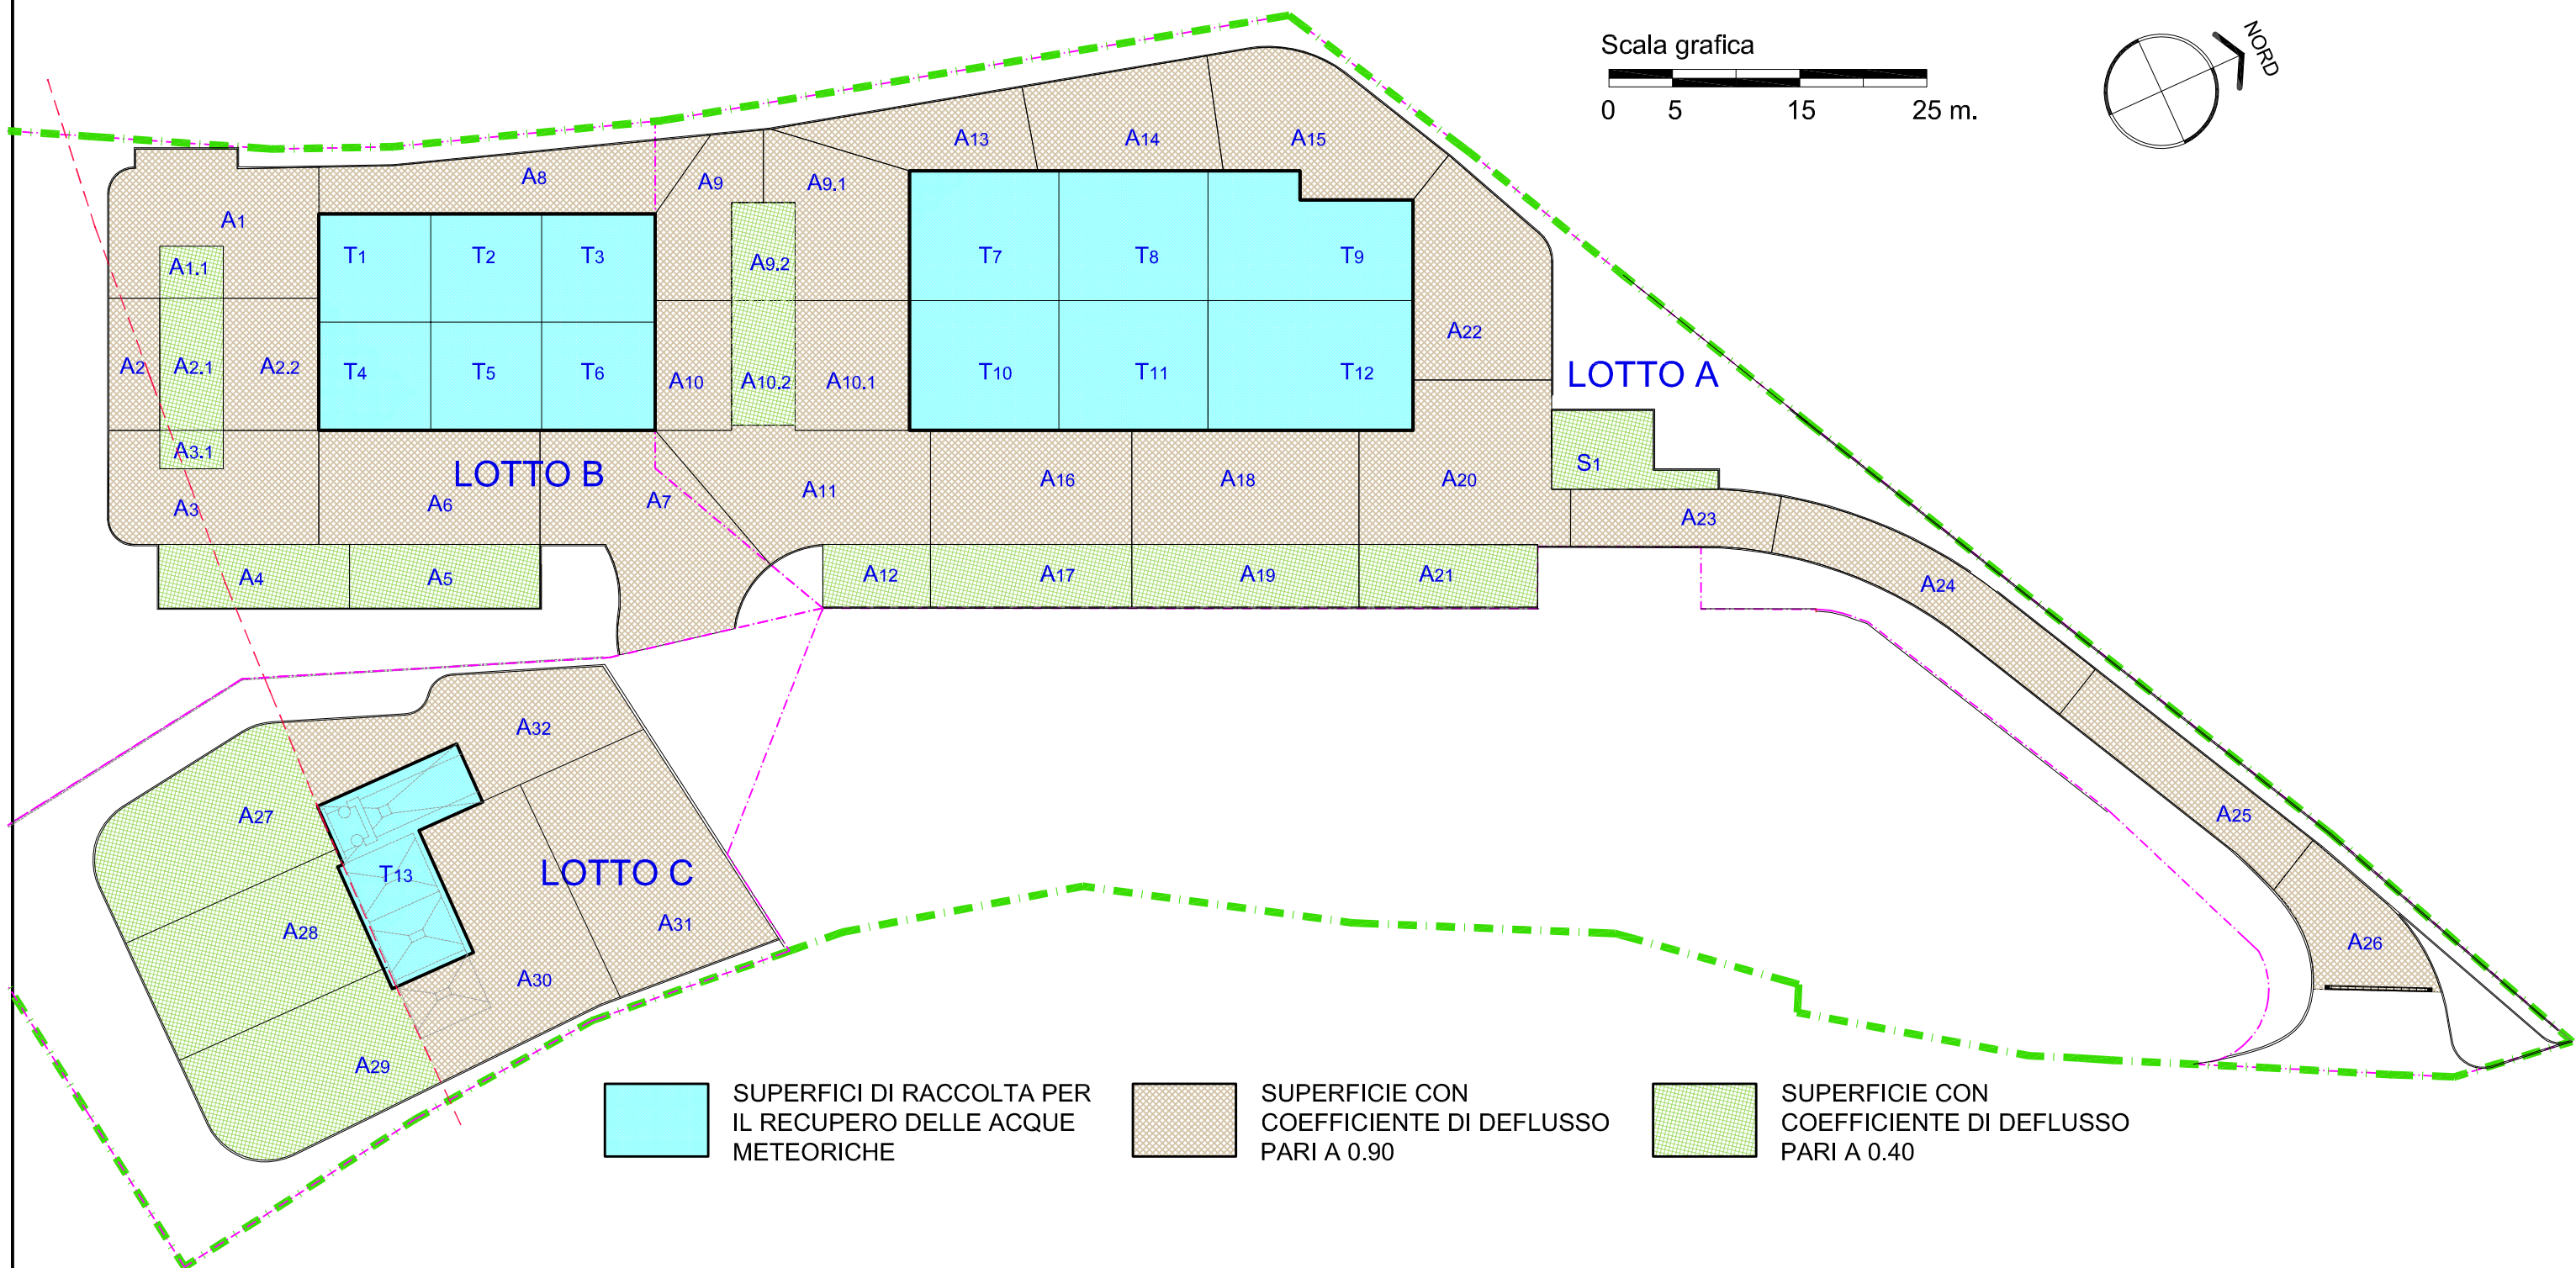 Scala grafica
0 5 15 25 m.
NORD
A13 A14 A15
A8 A9 A9.1
A1
T1 T2 T3 T7 T8 T9
A1.1 A9.2
A22
A2 A2.1 A2.2 T4 T5 T6 A10 A10.2 A10.1 T10 T11 T12
LOTTO A
A3.1
LOTTO B
S1
A3 A6 A7 A11 A16 A18 A20
A23
A4 A5 A12 A17 A19 A21
A24
A32
A27 A25
T13 LOTTO C
A28 A31 A26
A30
A29
SUPERFICI DI RACCOLTA PER
IL RECUPERO DELLE ACQUE
METEORICHE
SUPERFICIE CON
COEFFICIENTE DI DEFLUSSO
PARI A 0.90
SUPERFICIE CON
COEFFICIENTE DI DEFLUSSO
PARI A 0.40